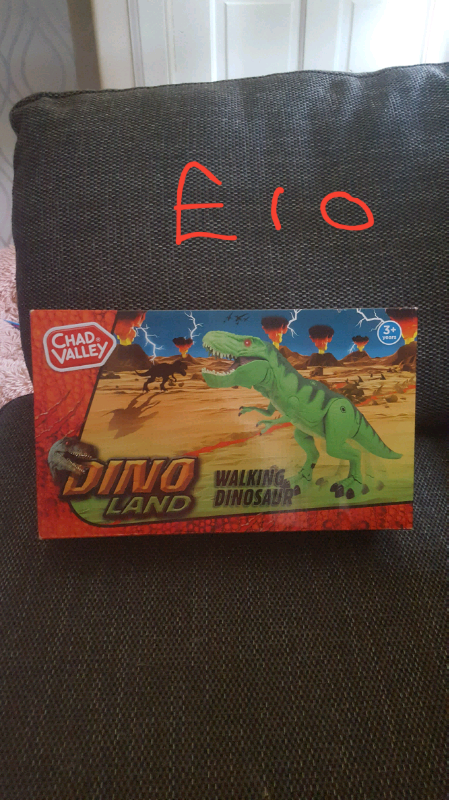 £10
CHAD
VALLEY
3+
years
DINO
LAND
WALKING
DINOSAUR